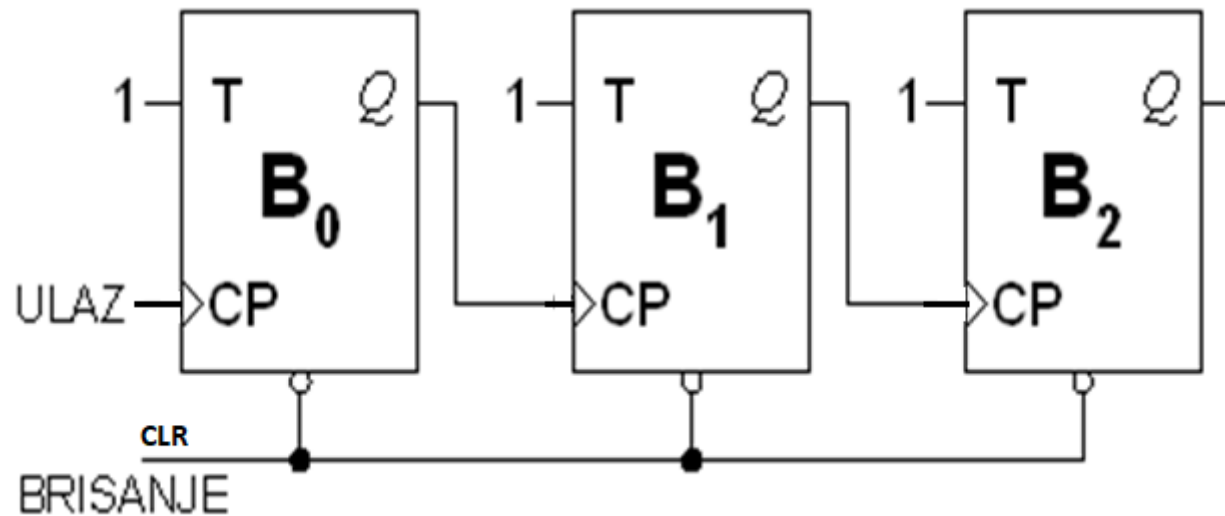 1 T Q 1 T Q 1 T Q
B₀ B₁ B₂
ULAZ CP CP CP
CLR
BRISANJE